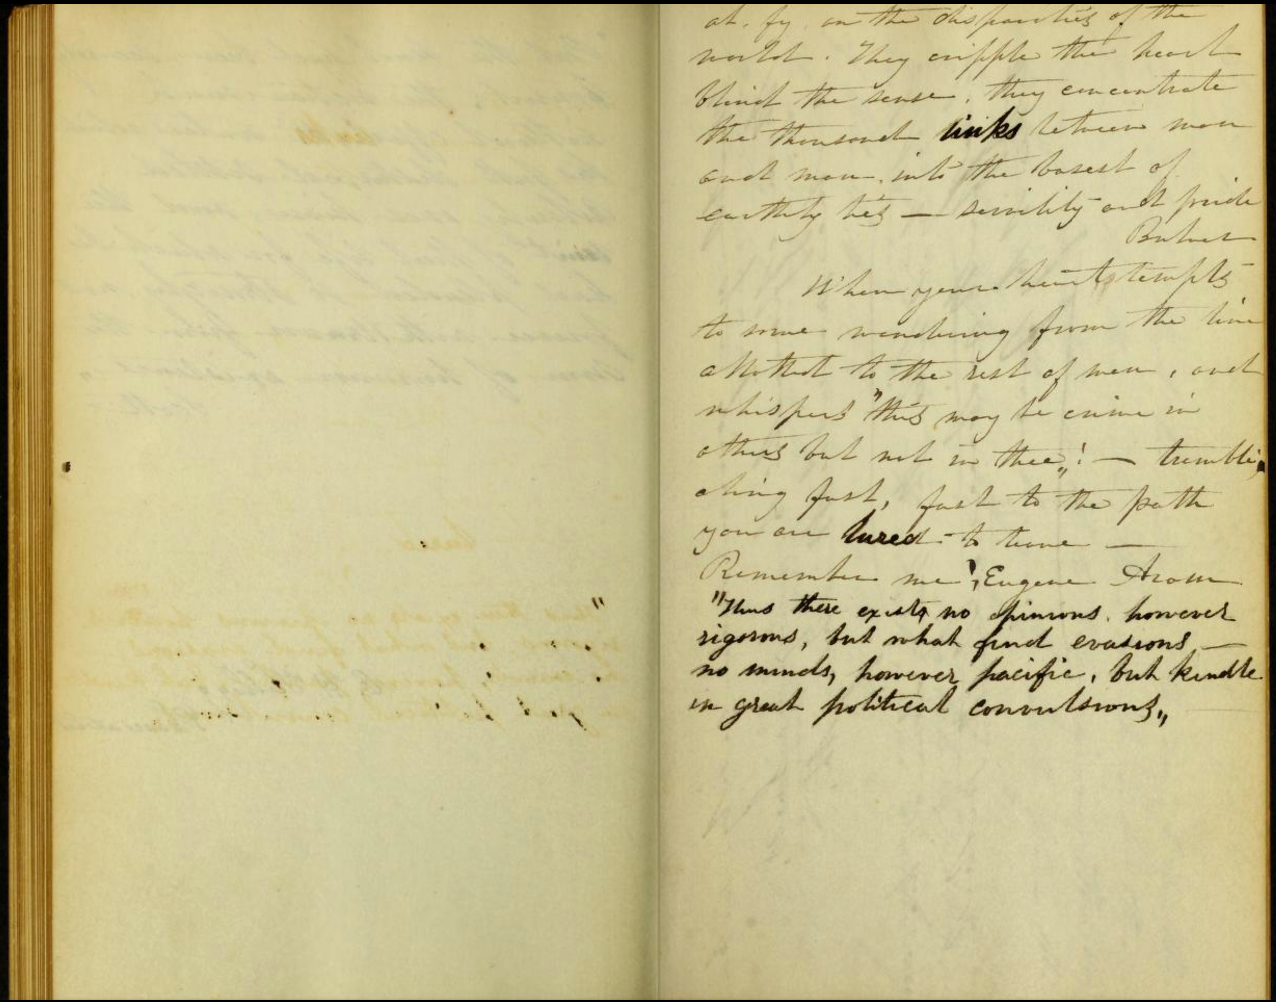 on the disparities of the
world. They cripple the heart
blind the sense, they concentrate
the thousand links between man
and man, into the basest of
earthly ties — servility and pride
Bulwer
When your heart tempts
to some wandering from the line
allotted to the rest of men, and
whispers "this may be crime in
others but not in thee„! — tremble,
cling fast, fast to the path
you are lured to leave —
Remember me!, Eugene Aram
"Thus there exists no opinions, however
rigorous, but what find evasions —
no minds, however pacific, but kindle
in great political convulsions„